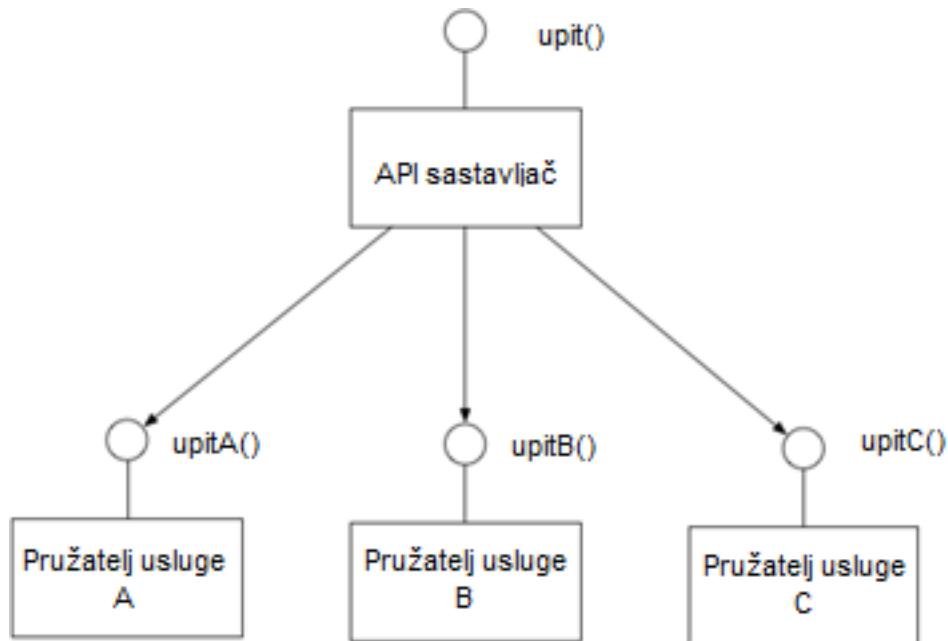 upit()
API sastavljač
upitA()
upitB()
upitC()
Pružatelj usluge
A
Pružatelj usluge
B
Pružatelj usluge
C